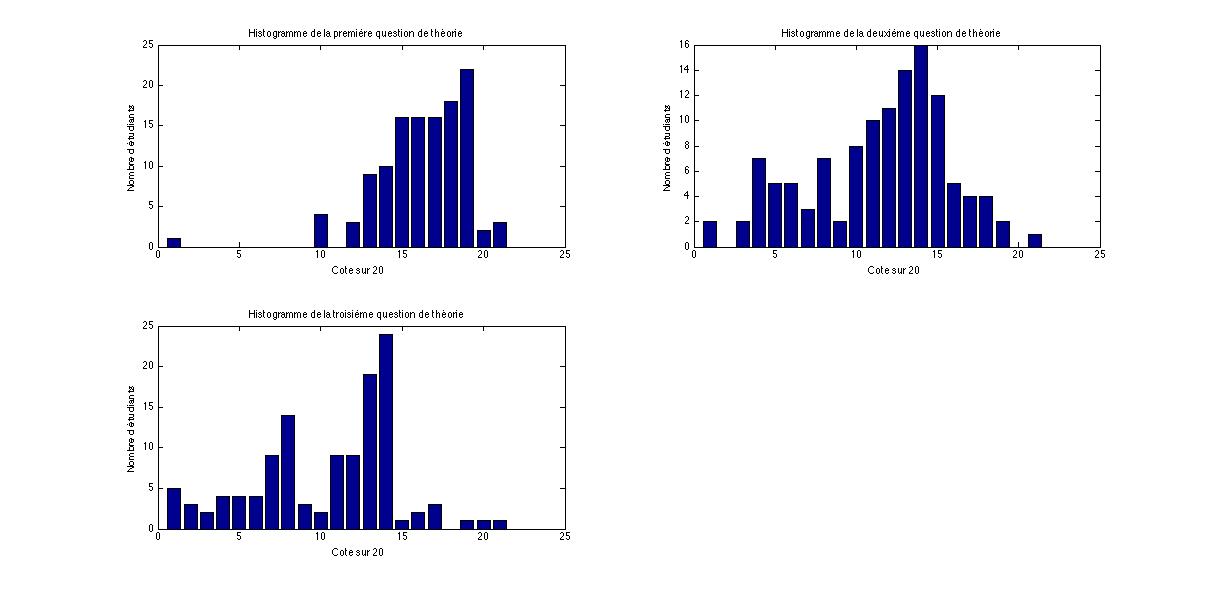 Histogramme de la premiére question de théorie
25
20
15
10
5
0
Nombre d étudiants
0 5 10 15 20 25
Cote sur 20
Histogramme de la deuxiéme question de théorie
16
14
12
10
8
6
4
2
0
Nombre d étudiants
0 5 10 15 20 25
Cote sur 20
Histogramme de la troisiéme question de théorie
25
20
15
10
5
0
Nombre d étudiants
0 5 10 15 20 25
Cote sur 20